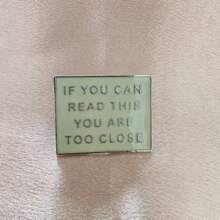 IF YOU CAN
READ THIS
YOU ARE
TOO CLOSE